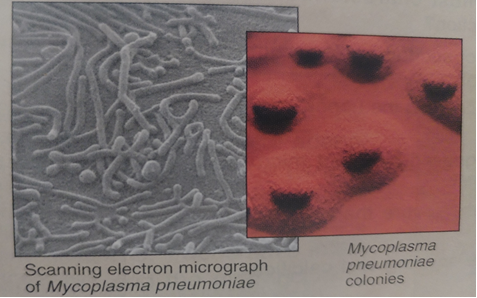 Scanning electron micrograph
of Mycoplasma pneumoniae
Mycoplasma
pneumoniae
colonies